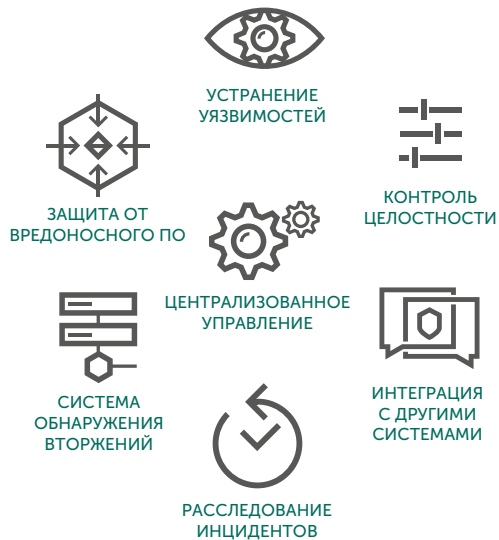 УСТРАНЕНИЕ
УЯЗВИМОСТЕЙ
КОНТРОЛЬ
ЦЕЛОСТНОСТИ
ЗАЩИТА ОТ
ВРЕДОНОСНОГО ПО
ЦЕНТРАЛИЗОВАННОЕ
УПРАВЛЕНИЕ
ИНТЕГРАЦИЯ
С ДРУГИМИ
СИСТЕМАМИ
СИСТЕМА
ОБНАРУЖЕНИЯ
ВТОРЖЕНИЙ
РАССЛЕДОВАНИЕ
ИНЦИДЕНТОВ